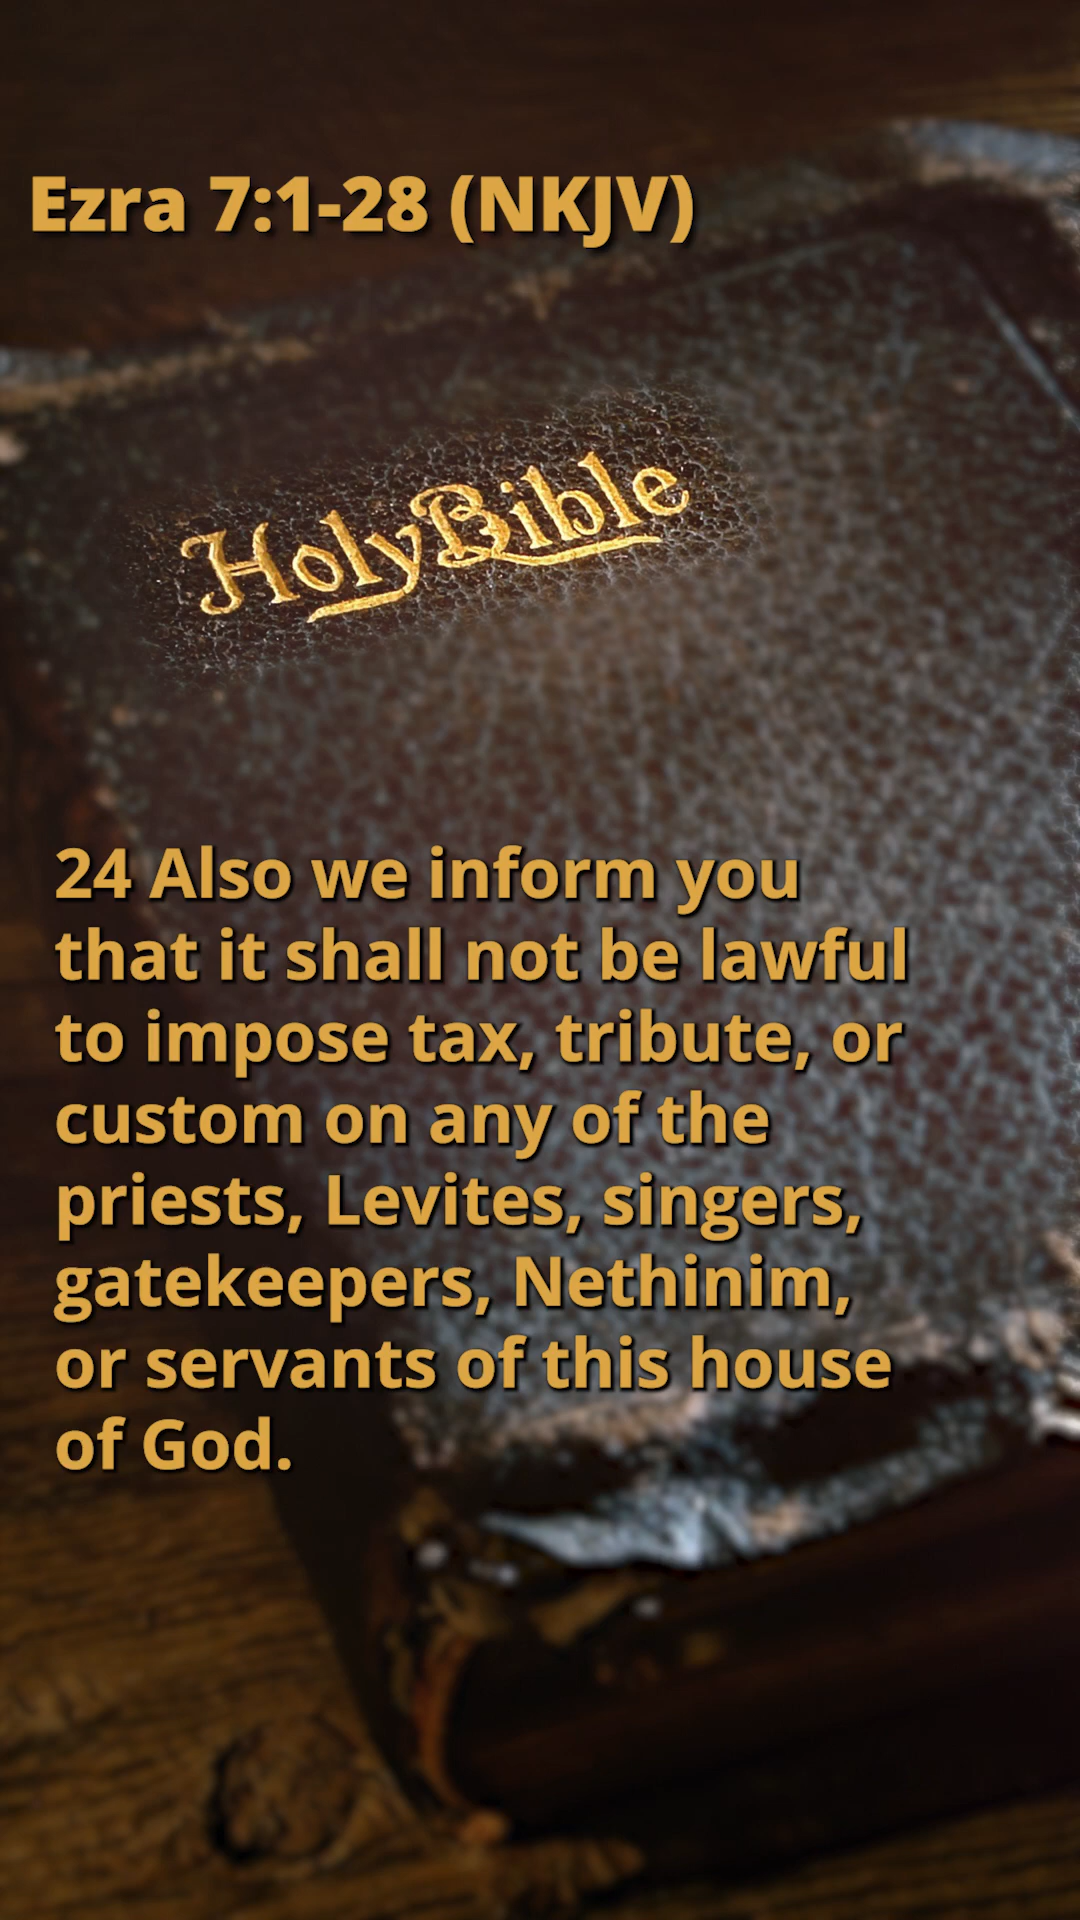 Ezra 7:1-28 (NKJV)
Holy Bible
24 Also we inform you
that it shall not be lawful
to impose tax, tribute, or
custom on any of the
priests, Levites, singers,
gatekeepers, Nethinim,
or servants of this house
of God.